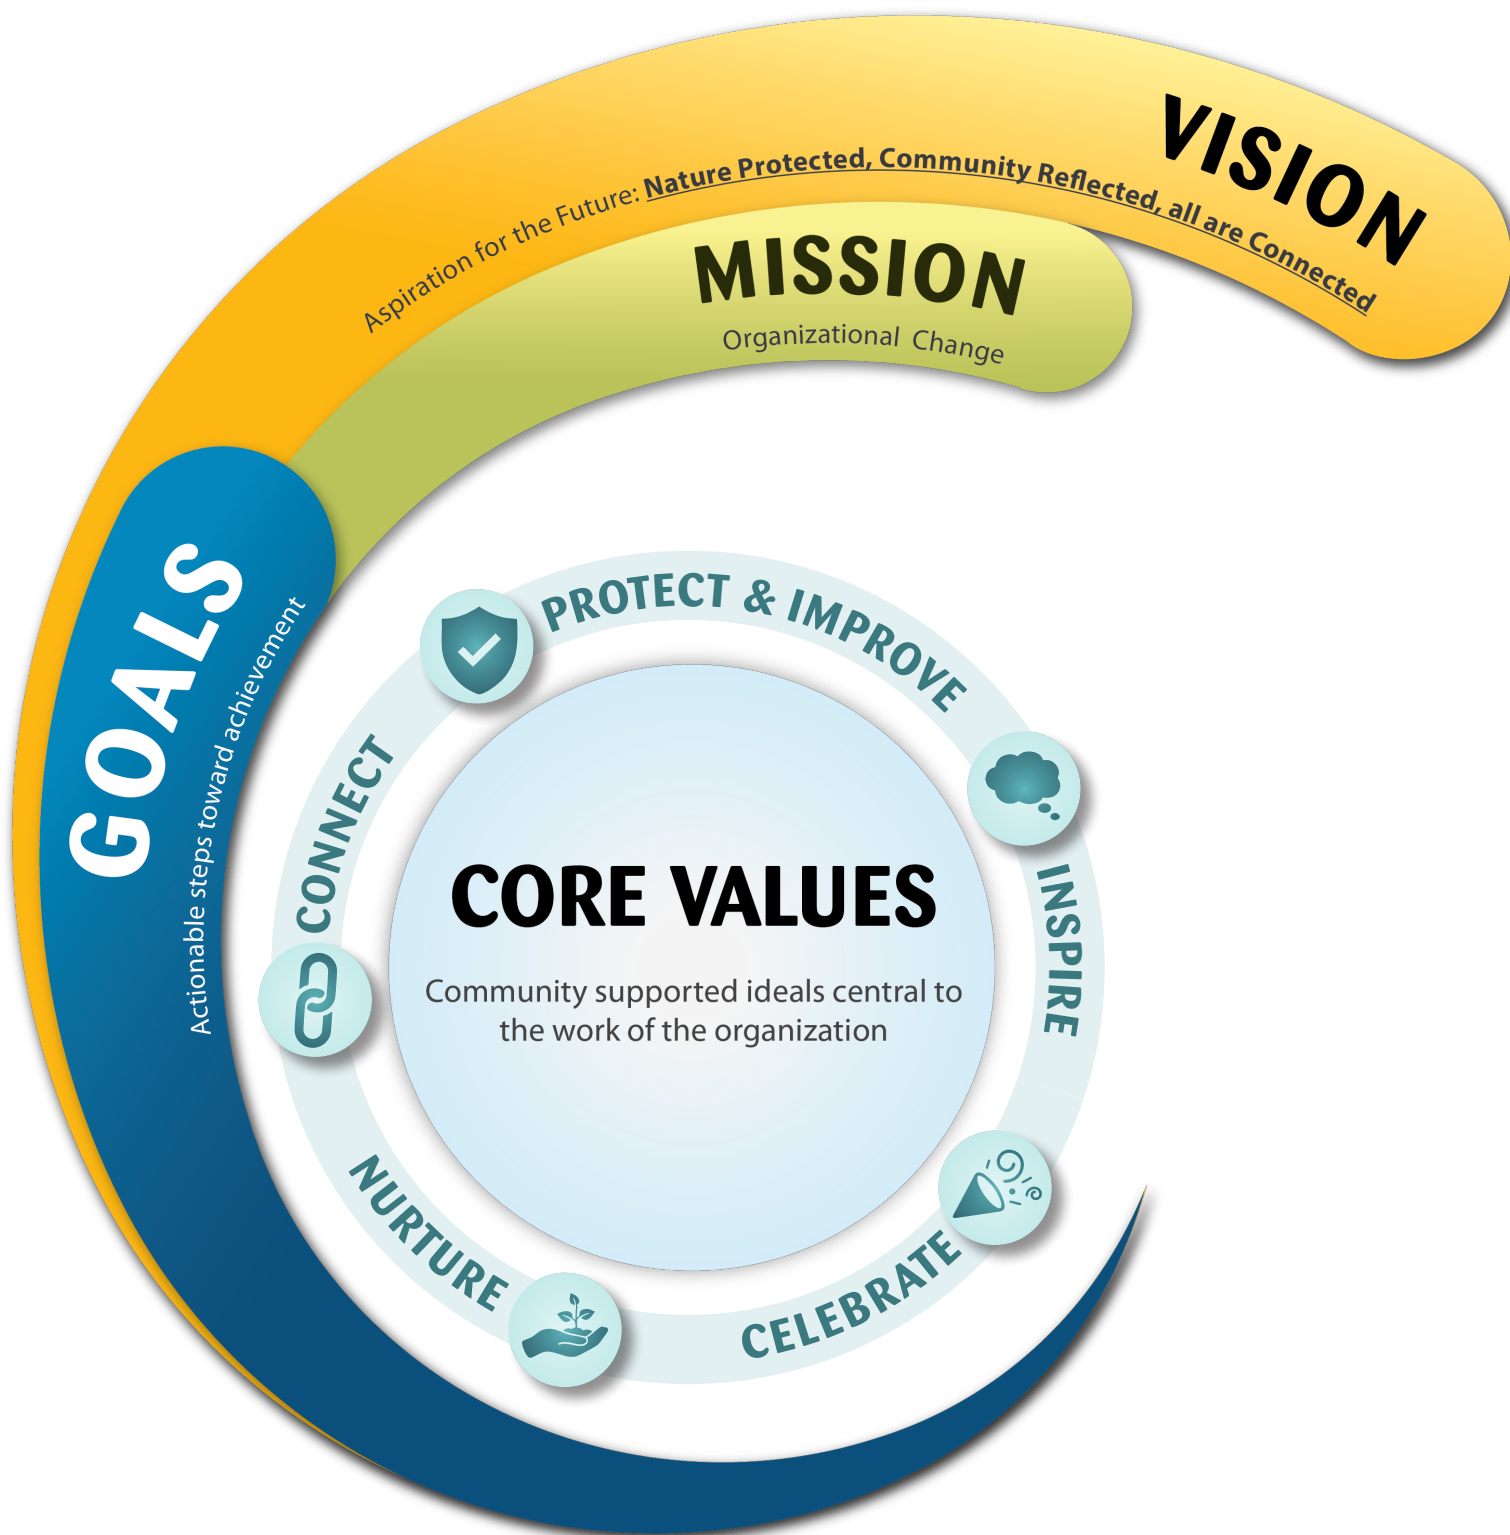 VISION
Aspiration for the Future: Nature Protected, Community Reflected, all are Connected
MISSION
Organizational Change
GOALS
Actionable steps toward achievement
PROTECT & IMPROVE
INSPIRE
CELEBRATE
NURTURE
CONNECT
CORE VALUES
Community supported ideals central to
the work of the organization